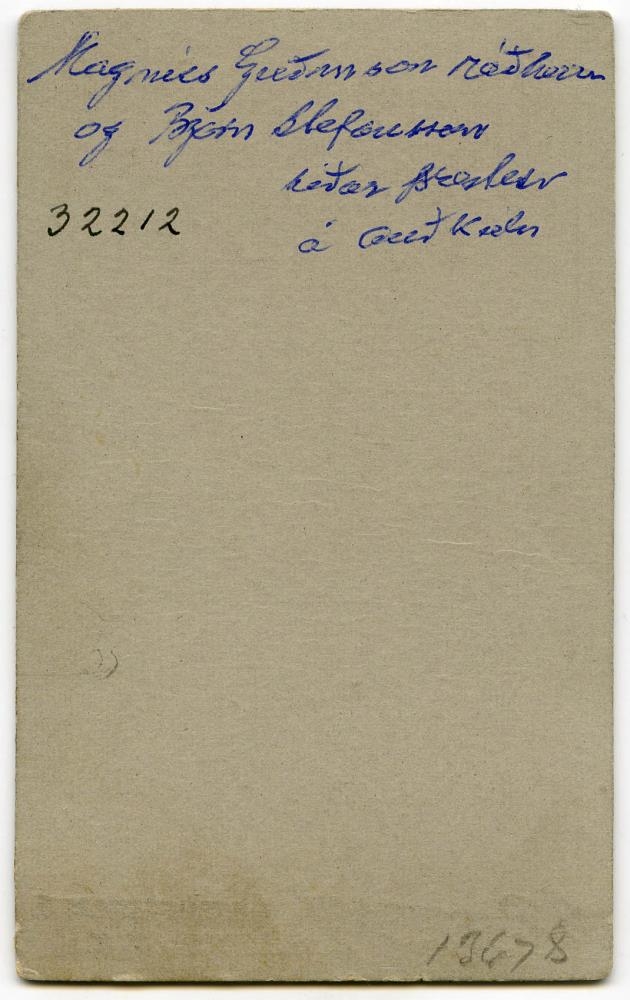 Magnús Guðmundsson ráðherra
og Björn Stefánsson
síðar prestur
á Auðkúlu
32212
13678